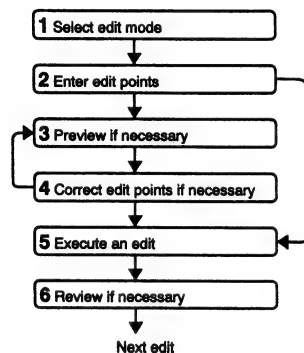 1 Select edit mode
2 Enter edit points
3 Preview if necessary
4 Correct edit points if necessary
5 Execute an edit
6 Review if necessary
Next edit